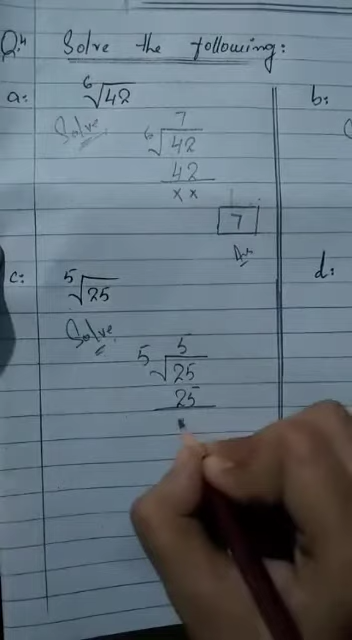 Q.4 Solve the following:
a: 6√42 b:
Solve
7
6√42
42
x x
7
Ans
c: 5√25 d:
Solve
5
5√25
25